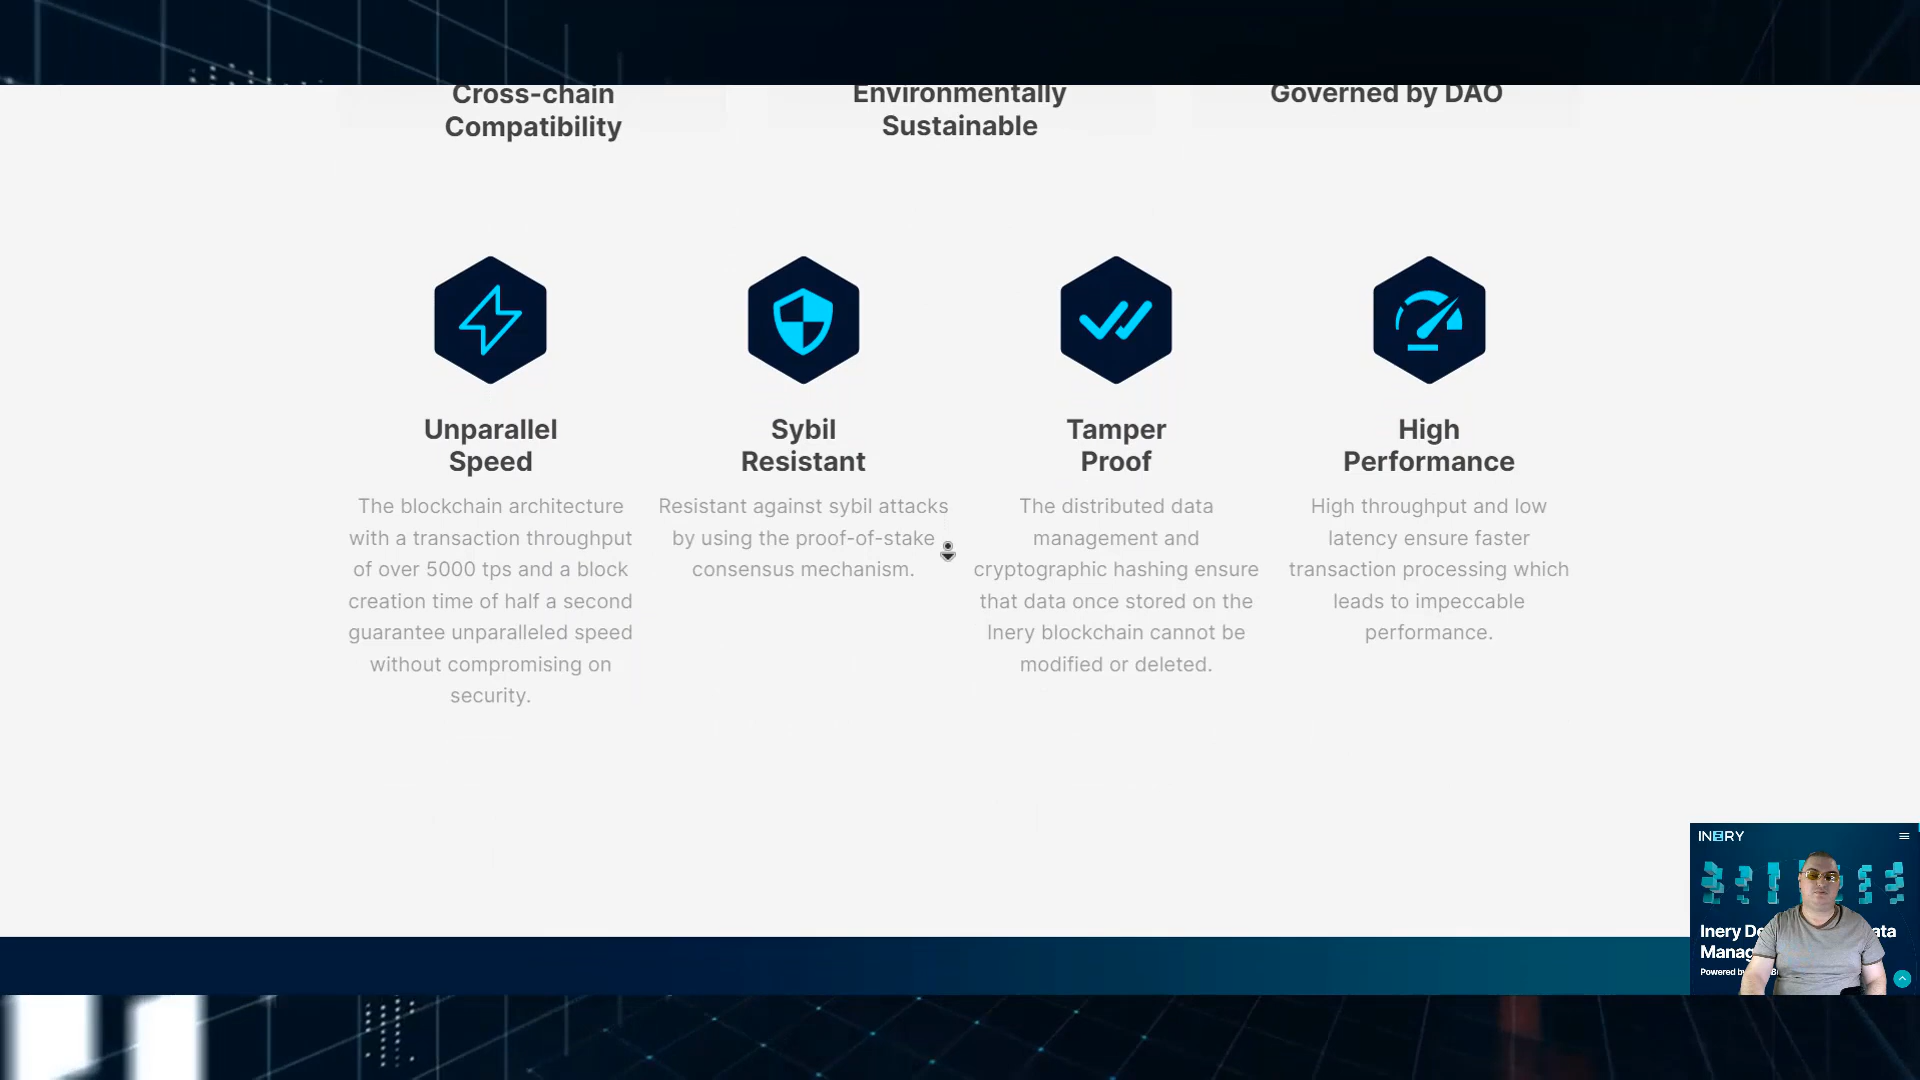 Cross-chain
Compatibility
Environmentally
Sustainable
Governed by DAO
Unparallel
Speed
The blockchain architecture
with a transaction throughput
of over 5000 tps and a block
creation time of half a second
guarantee unparalleled speed
without compromising on
security.
Sybil
Resistant
Resistant against sybil attacks
by using the proof-of-stake
consensus mechanism.
Tamper
Proof
The distributed data
management and
cryptographic hashing ensure
that data once stored on the
Inery blockchain cannot be
modified or deleted.
High
Performance
High throughput and low
latency ensure faster
transaction processing which
leads to impeccable
performance.
INERY
Inery
Powered by